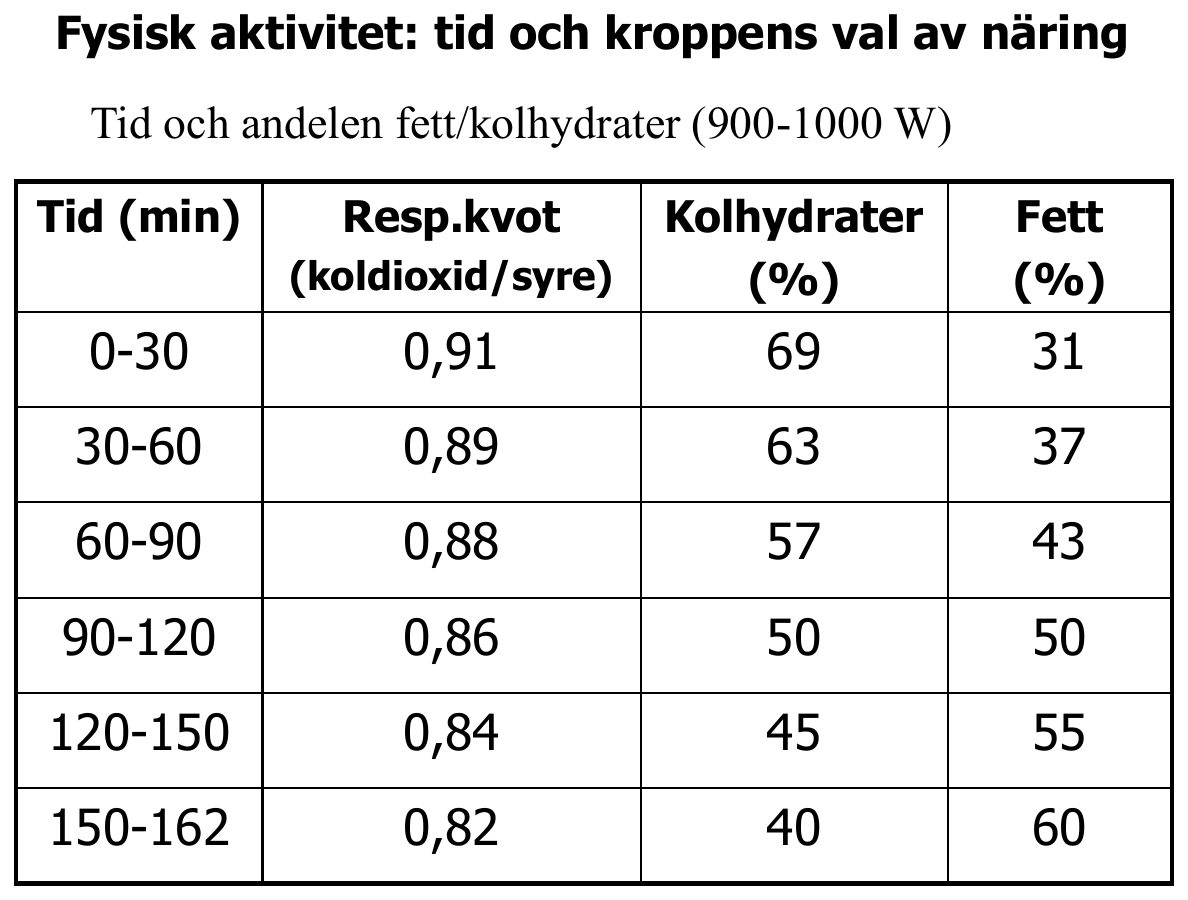 Fysisk aktivitet: tid och kroppens val av näring
Tid och andelen fett/kolhydrater (900-1000 W)
Tid (min) Resp.kvot Kolhydrater Fett
(koldioxid/syre) (%) (%)
0-30 0,91 69 31
30-60 0,89 63 37
60-90 0,88 57 43
90-120 0,86 50 50
120-150 0,84 45 55
150-162 0,82 40 60